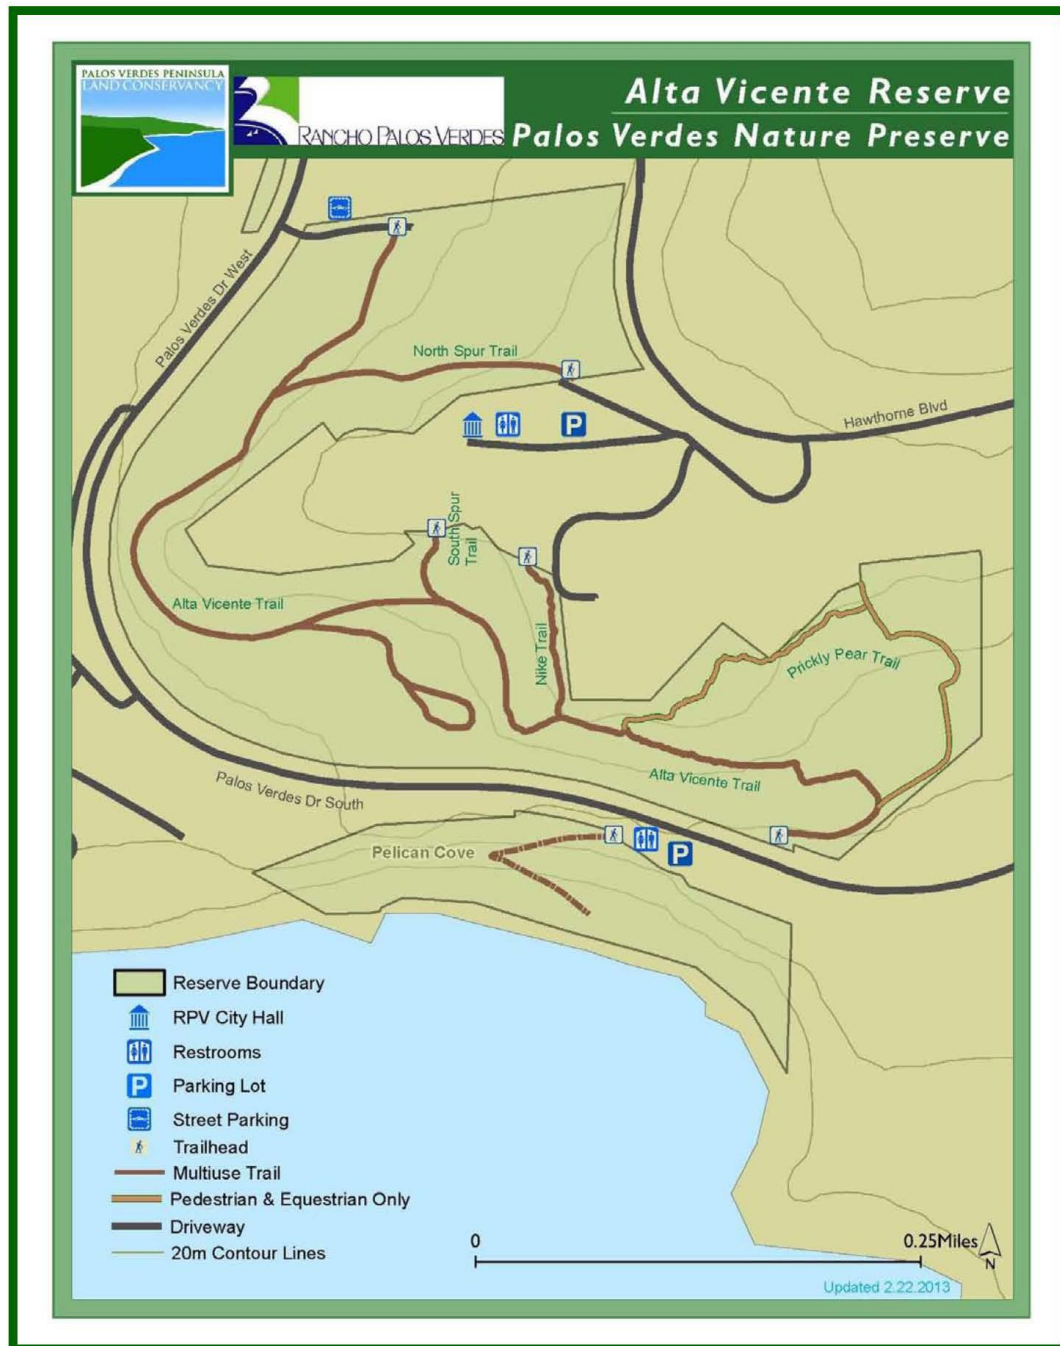 PALOS VERDES PENINSULA
LAND CONSERVANCY
RANCHO PALOS VERDES
Alta Vicente Reserve
Palos Verdes Nature Preserve
Palos Verdes Dr West
North Spur Trail
Hawthorne Blvd
P
South Spur
Trail
Alta Vicente Trail
Nike Trail
Prickly Pear Trail
Alta Vicente Trail
Palos Verdes Dr South
Pelican Cove
P
Reserve Boundary
RPV City Hall
Restrooms
P Parking Lot
Street Parking
Trailhead
Multiuse Trail
Pedestrian & Equestrian Only
Driveway
20m Contour Lines
0 0.25Miles
N
Updated 2.22.2013